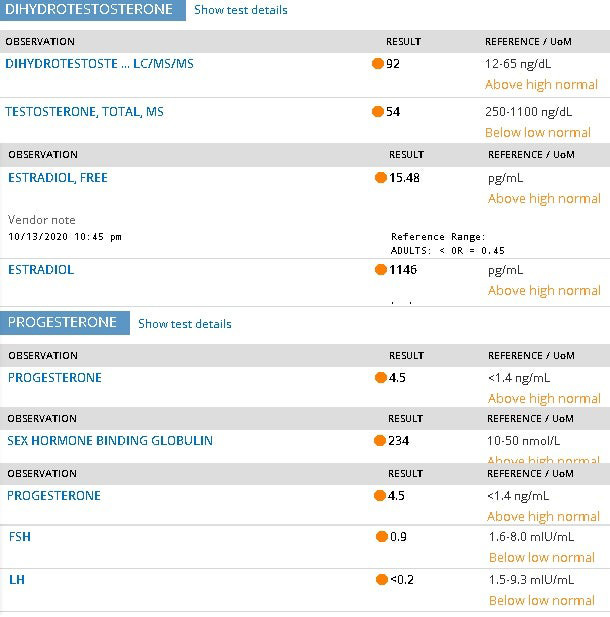 DIHYDROTESTOSTERONE Show test details
OBSERVATION RESULT REFERENCE / UoM
DIHYDROTESTOSTE ... LC/MS/MS 92 12-65 ng/dL
Above high normal
TESTOSTERONE, TOTAL, MS 54 250-1100 ng/dL
Below low normal
OBSERVATION RESULT REFERENCE / UoM
ESTRADIOL, FREE 15.48 pg/mL
Above high normal
Vendor note
10/13/2020 10:45 pm Reference Range:
ADULTS: < OR = 0.45
ESTRADIOL 1146 pg/mL
Above high normal
PROGESTERONE Show test details
OBSERVATION RESULT REFERENCE / UoM
PROGESTERONE 4.5 <1.4 ng/mL
Above high normal
OBSERVATION RESULT REFERENCE / UoM
SEX HORMONE BINDING GLOBULIN 234 10-50 nmol/L
Above high normal
OBSERVATION RESULT REFERENCE / UoM
PROGESTERONE 4.5 <1.4 ng/mL
Above high normal
FSH 0.9 1.6-8.0 mIU/mL
Below low normal
LH <0.2 1.5-9.3 mIU/mL
Below low normal